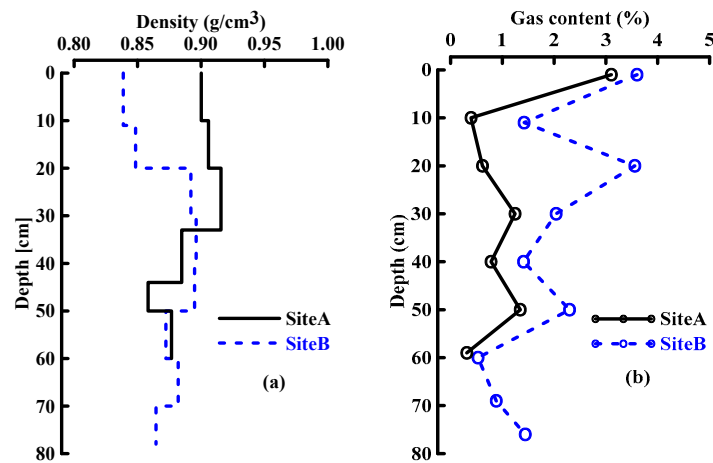 Density (g/cm3)
0.80 0.85 0.90 0.95 1.00
0
10
20
30
40
50
60
70
80
Depth [cm]
SiteA
SiteB
(a)
Gas content (%)
0 1 2 3 4 5
0
10
20
30
40
50
60
70
80
Depth (cm)
SiteA
SiteB
(b)